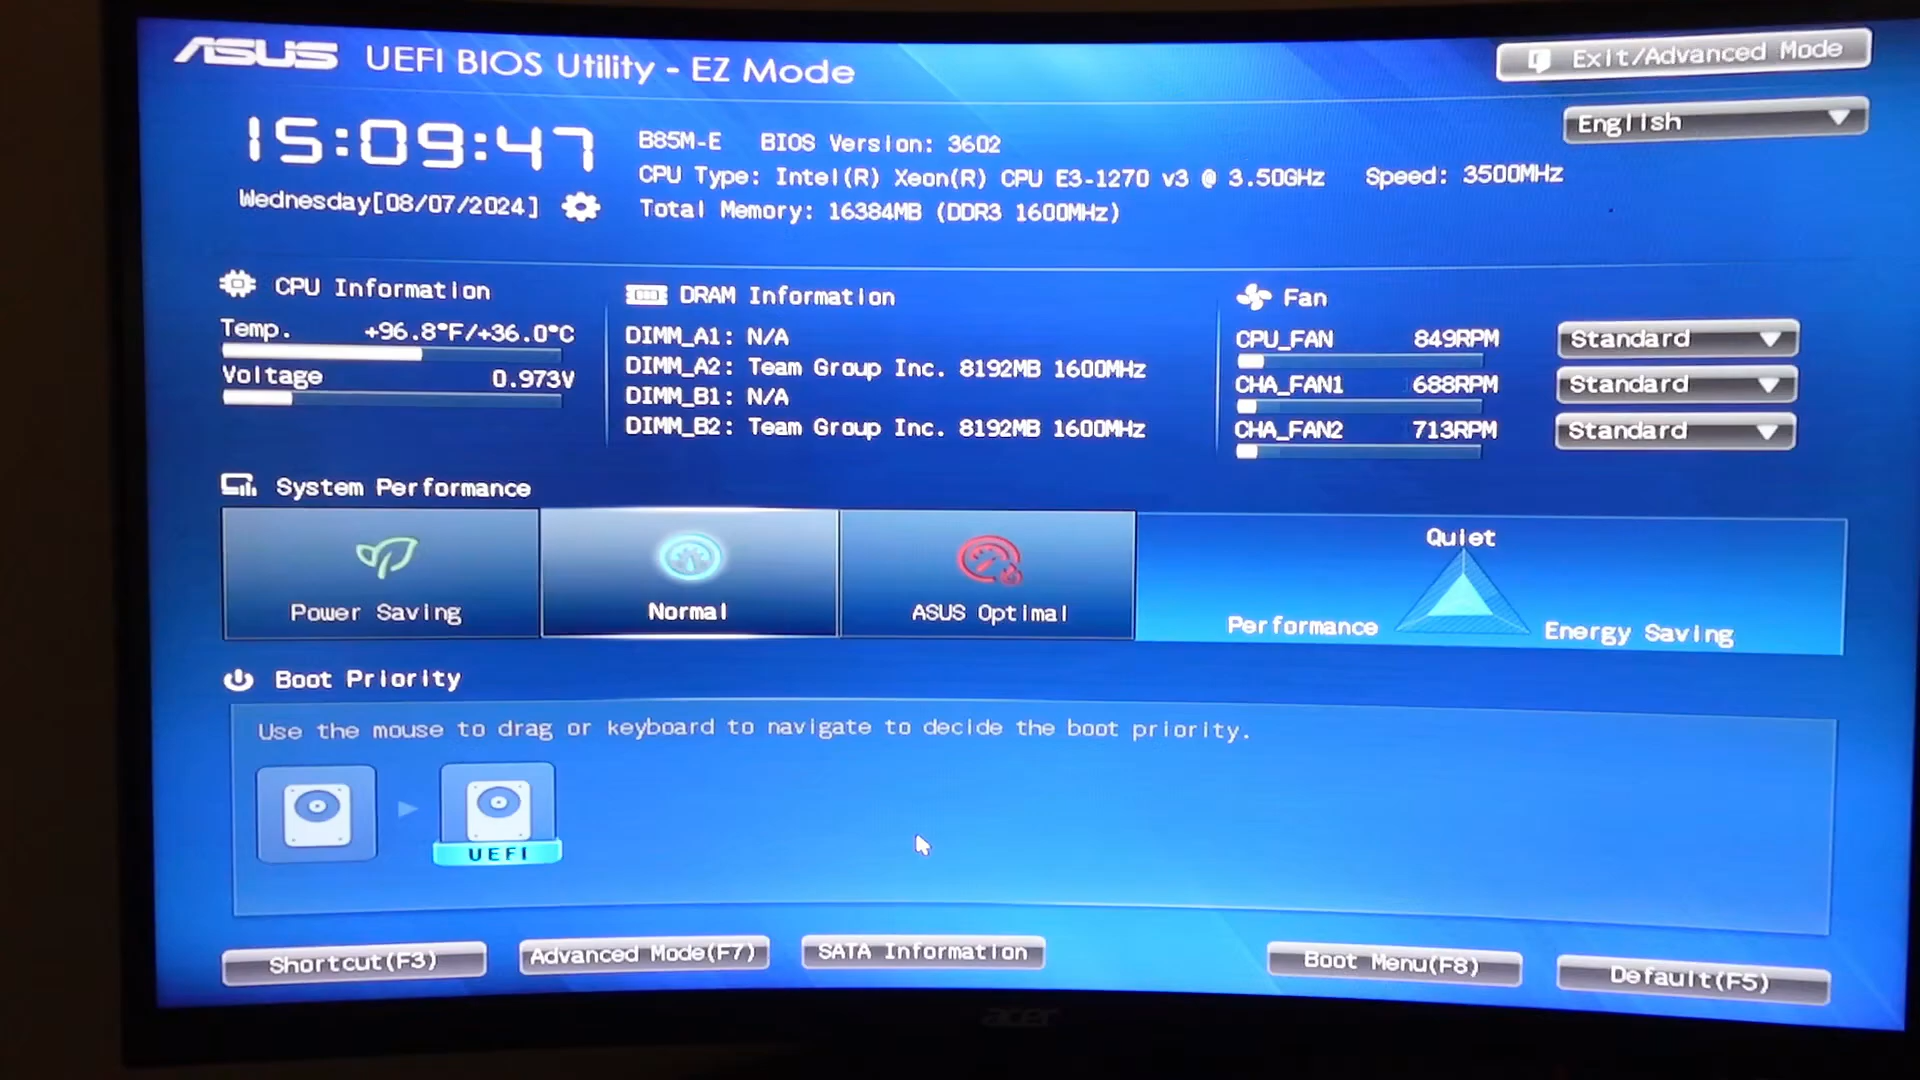 ASUS UEFI BIOS Utility - EZ Mode
Exit/Advanced Mode
English
15:09:47
Wednesday[08/07/2024]
B85M-E BIOS Version: 3602
CPU Type: Intel(R) Xeon(R) CPU E3-1270 v3 @ 3.50GHz Speed: 3500MHz
Total Memory: 16384MB (DDR3 1600MHz)
CPU Information
Temp. +96.8°F/+36.0°C
Voltage 0.973V
DRAM Information
DIMM_A1: N/A
DIMM_A2: Team Group Inc. 8192MB 1600MHz
DIMM_B1: N/A
DIMM_B2: Team Group Inc. 8192MB 1600MHz
Fan
CPU_FAN 849RPM Standard
CHA_FAN1 688RPM Standard
CHA_FAN2 713RPM Standard
System Performance
Power Saving
Normal
ASUS Optimal
Quiet
Performance
Energy Saving
Boot Priority
Use the mouse to drag or keyboard to navigate to decide the boot priority.
UEFI
Shortcut(F3)
Advanced Mode(F7)
SATA Information
Boot Menu(F8)
Default(F5)
acer